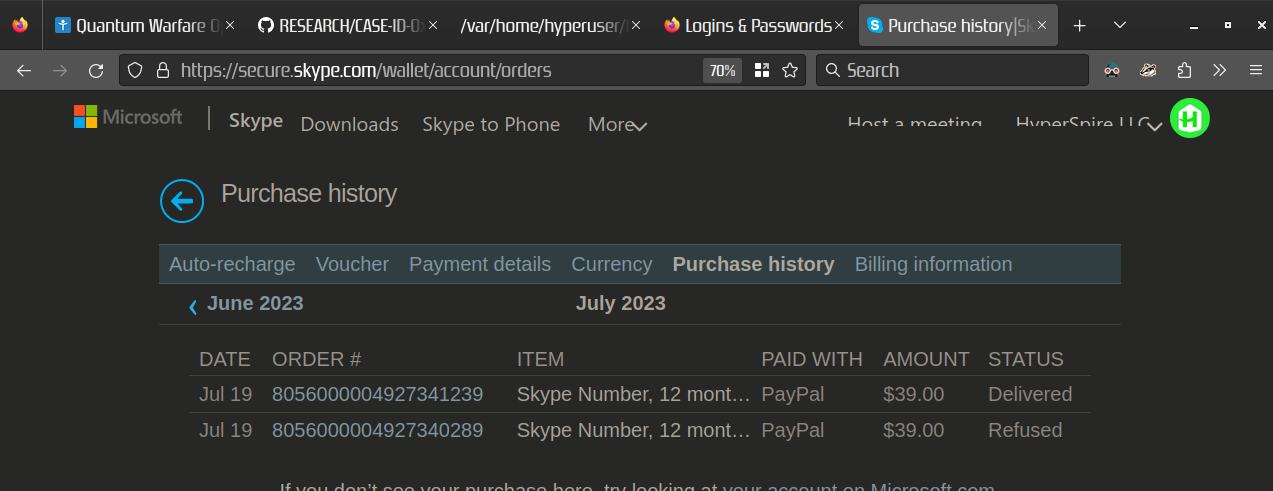 Quantum Warfare Op
RESEARCH/CASE-ID-0x
/var/home/hyperuser/
Logins & Passwords
Purchase history|Sk
https://secure.skype.com/wallet/account/orders
70%
Search
Microsoft
Skype
Downloads
Skype to Phone
More
Host a meeting
HyperSpire LLC
Purchase history
Auto-recharge Voucher Payment details Currency Purchase history Billing information
‹ June 2023 July 2023
DATE ORDER # ITEM PAID WITH AMOUNT STATUS
Jul 19 8056000004927341239 Skype Number, 12 mont… PayPal $39.00 Delivered
Jul 19 8056000004927340289 Skype Number, 12 mont… PayPal $39.00 Refused
If you don't see your purchase here, try looking at your account on Microsoft.com